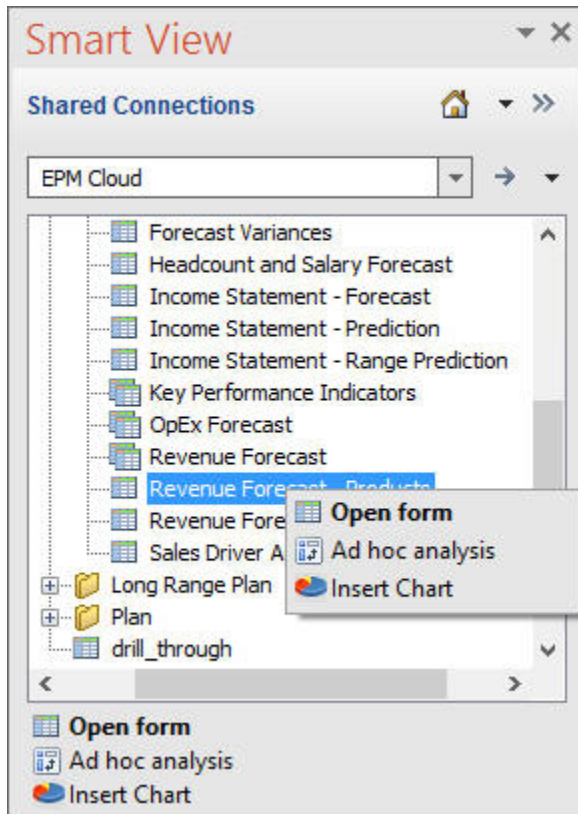 Smart View
Shared Connections
EPM Cloud
Forecast Variances
Headcount and Salary Forecast
Income Statement - Forecast
Income Statement - Prediction
Income Statement - Range Prediction
Key Performance Indicators
OpEx Forecast
Revenue Forecast
Revenue Forecast - Products
Open form
Revenue Fore
Ad hoc analysis
Sales Driver A
Insert Chart
Long Range Plan
Plan
drill_through
Open form
Ad hoc analysis
Insert Chart